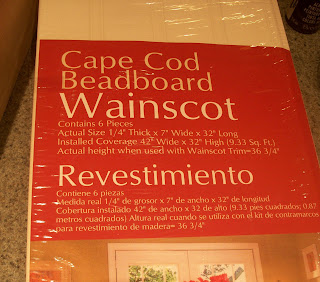 Cape Cod
Beadboard
Wainscot
Contains 6 Pieces
Actual Size 1/4" Thick x 7" Wide x 32" Long
Installed Coverage 42" Wide x 32" High (9.33 Sq. Ft.)
Actual height when used with Wainscot Trim=36 3/4"
Revestimiento
Contiene 6 piezas
Medida real 1/4" de grosor x 7" de ancho x 32" de longitud
Cobertura instalado 42" de ancho x 32 de alto (9.33 pies cuadrados; 0.87
metros cuadrados) Altura real cuando se utiliza con el kit de contramarcos
para revestimiento de madera= 36 3/4"